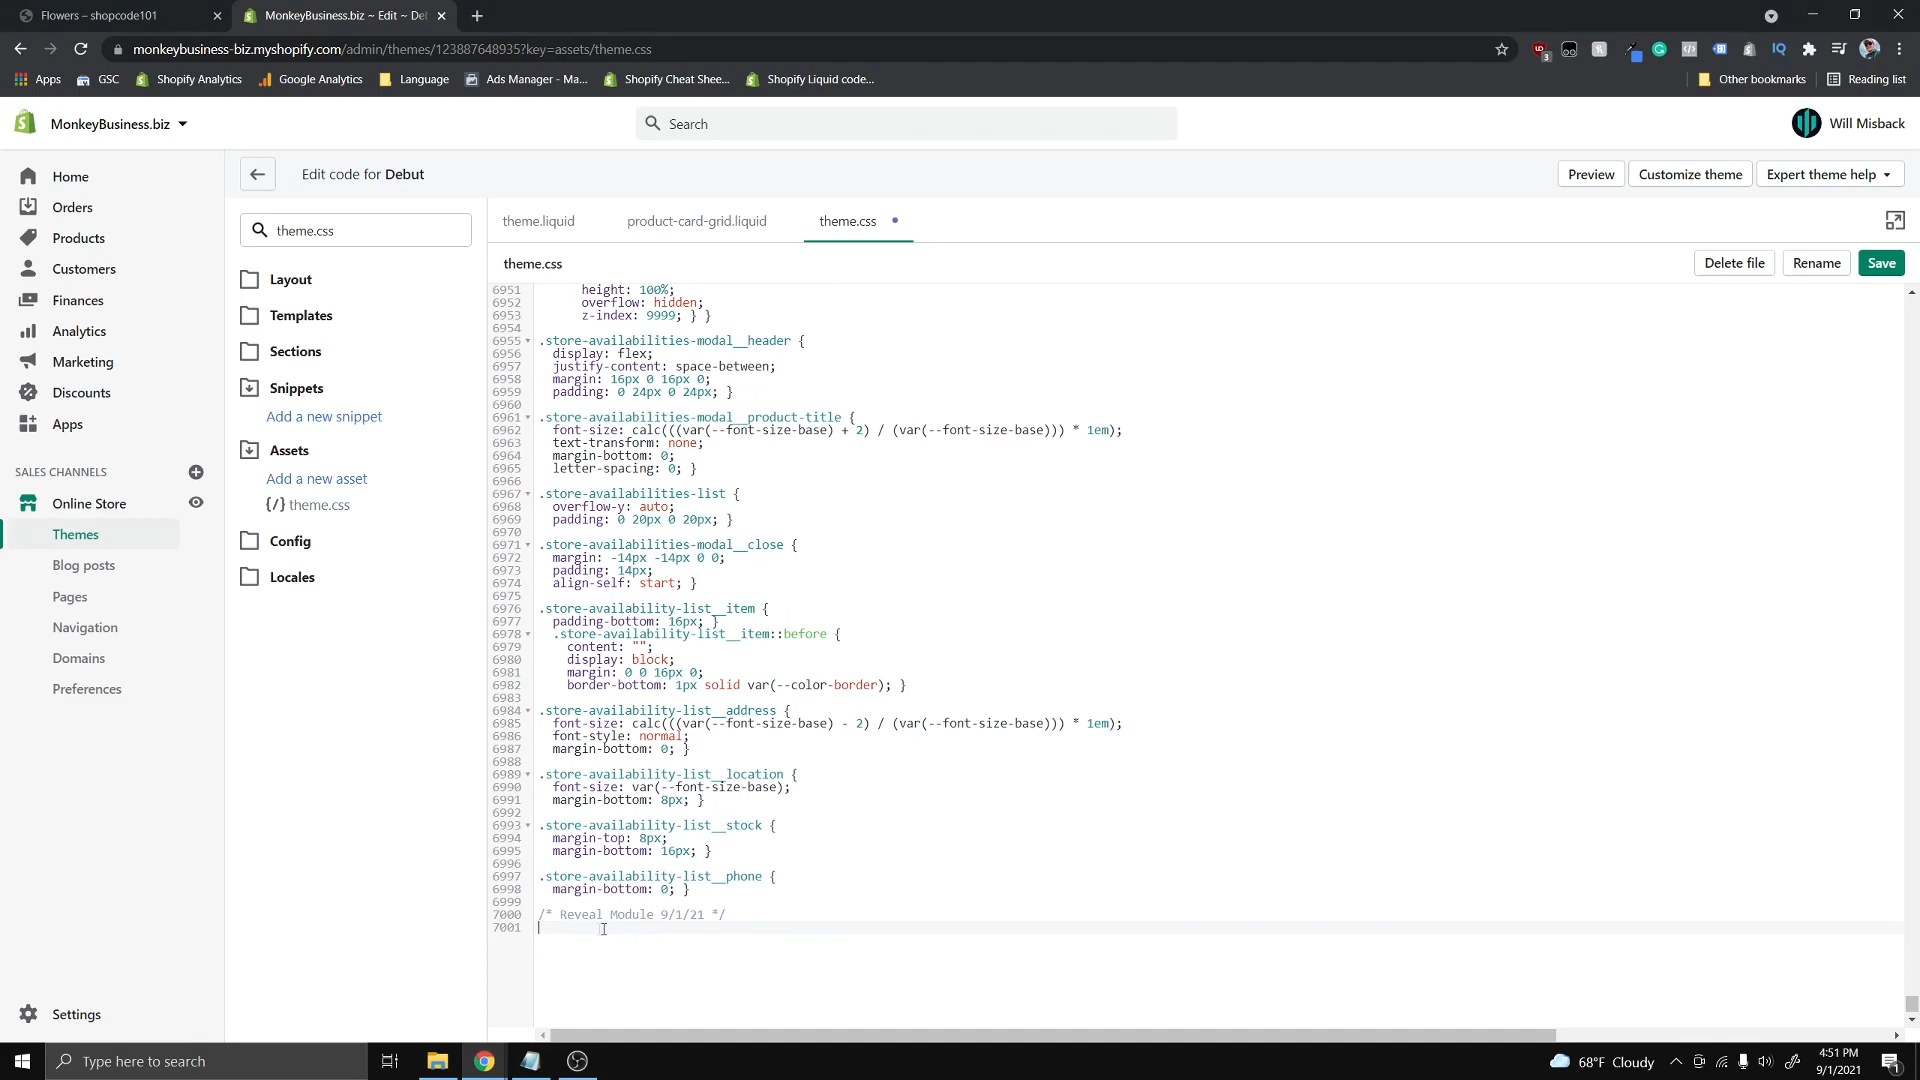 Flowers – shopcode101
MonkeyBusiness.biz ~ Edit ~ De
monkeybusiness-biz.myshopify.com/admin/themes/123887648935?key=assets/theme.css
Apps
GSC
Shopify Analytics
Google Analytics
Language
Ads Manager - Ma...
Shopify Cheat Shee...
Shopify Liquid code...
Other bookmarks
Reading list
MonkeyBusiness.biz
Search
Will Misback
Home
Orders
Products
Customers
Finances
Analytics
Marketing
Discounts
Apps
SALES CHANNELS
Online Store
Themes
Blog posts
Pages
Navigation
Domains
Preferences
Settings
Edit code for Debut
Preview
Customize theme
Expert theme help
theme.css
Layout
Templates
Sections
Snippets
Add a new snippet
Assets
Add a new asset
{/} theme.css
Config
Locales
theme.liquid
product-card-grid.liquid
theme.css
theme.css
Delete file
Rename
Save
6951 height: 100%;
6952 overflow: hidden;
6953 z-index: 9999; } }
6954
6955 .store-availabilities-modal__header {
6956 display: flex;
6957 justify-content: space-between;
6958 margin: 16px 0 16px 0;
6959 padding: 0 24px 0 24px; }
6960
6961 .store-availabilities-modal__product-title {
6962 font-size: calc(((var(--font-size-base) + 2) / (var(--font-size-base))) * 1em);
6963 text-transform: none;
6964 margin-bottom: 0;
6965 letter-spacing: 0; }
6966
6967 .store-availabilities-list {
6968 overflow-y: auto;
6969 padding: 0 20px 0 20px; }
6970
6971 .store-availabilities-modal__close {
6972 margin: -14px -14px 0 0;
6973 padding: 14px;
6974 align-self: start; }
6975
6976 .store-availability-list__item {
6977 padding-bottom: 16px; }
6978 .store-availability-list__item::before {
6979 content: "";
6980 display: block;
6981 margin: 0 0 16px 0;
6982 border-bottom: 1px solid var(--color-border); }
6983
6984 .store-availability-list__address {
6985 font-size: calc(((var(--font-size-base) - 2) / (var(--font-size-base))) * 1em);
6986 font-style: normal;
6987 margin-bottom: 0; }
6988
6989 .store-availability-list__location {
6990 font-size: var(--font-size-base);
6991 margin-bottom: 8px; }
6992
6993 .store-availability-list__stock {
6994 margin-top: 8px;
6995 margin-bottom: 16px; }
6996
6997 .store-availability-list__phone {
6998 margin-bottom: 0; }
6999
7000 /* Reveal Module 9/1/21 */
7001
Type here to search
68°F Cloudy
4:51 PM
9/1/2021